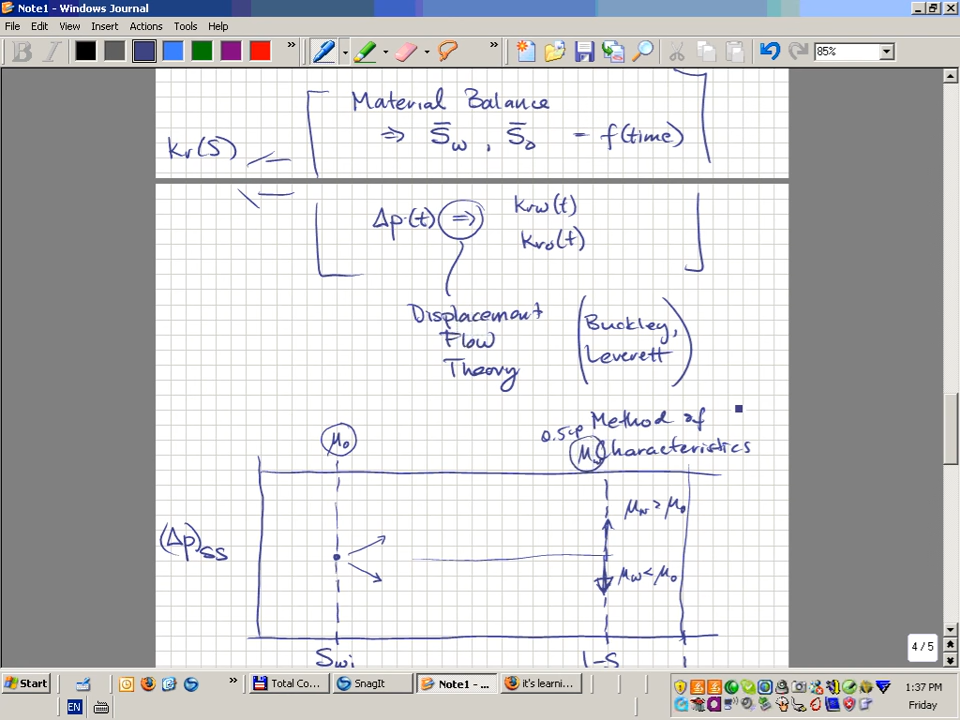 Note1 - Windows Journal
File Edit View Insert Actions Tools Help
B I 85%
Material Balance
⇒ S̄w, S̄o = f(time)
kr(S)
Δp(t) ⇒ krw(t)
kro(t)
Displacement
Flow
Theory
(Buckley,
Leverett)
Method of
Characteristics
0.5cp
μo
μw > μo
(Δp)ss
μw < μo
Swi 1-S 1
4 / 5
Start Total Co... SnagIt Note1 - ... it's learni...
1:37 PM
Friday
EN